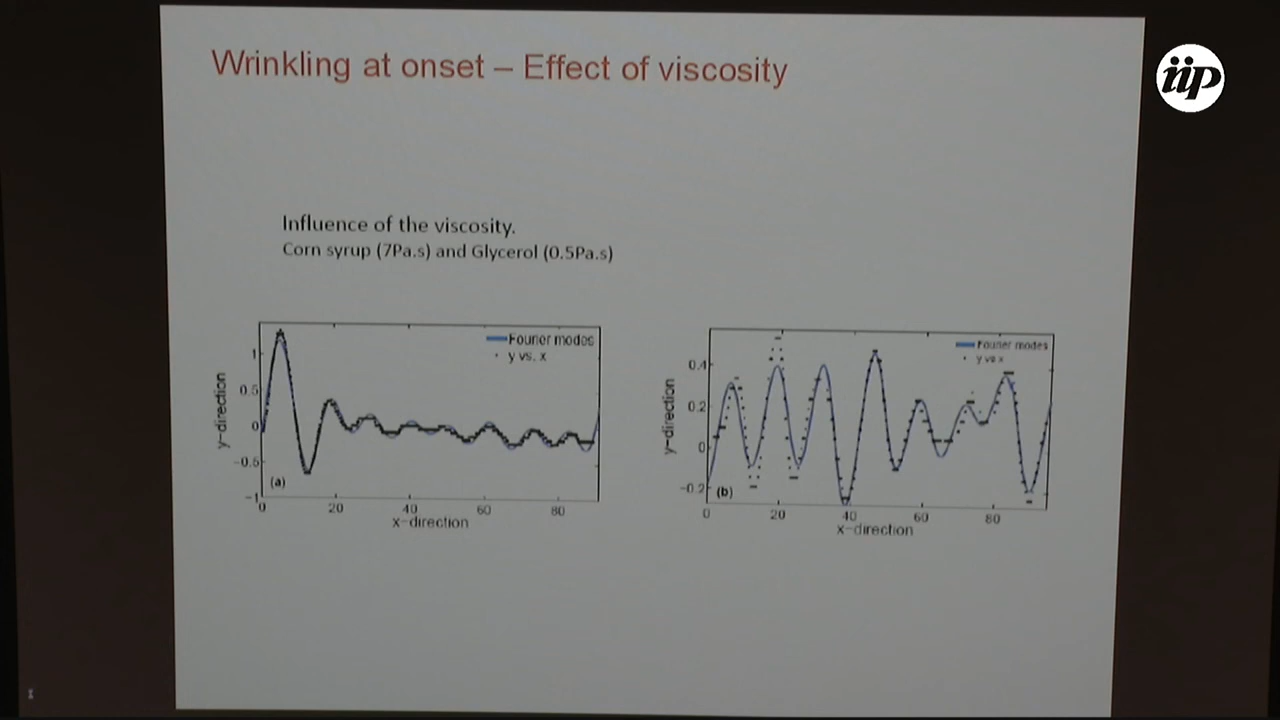 Wrinkling at onset – Effect of viscosity
iip
Influence of the viscosity.
Corn syrup (7Pa.s) and Glycerol (0.5Pa.s)
Fourier modes
y vs. x
1
0.5
0
−0.5
−1
y−direction
(a)
0 20 40 60 80
x−direction
Fourier modes
y vs x
0.4
0.2
0
−0.2
y−direction
(b)
0 20 40 60 80
x−direction